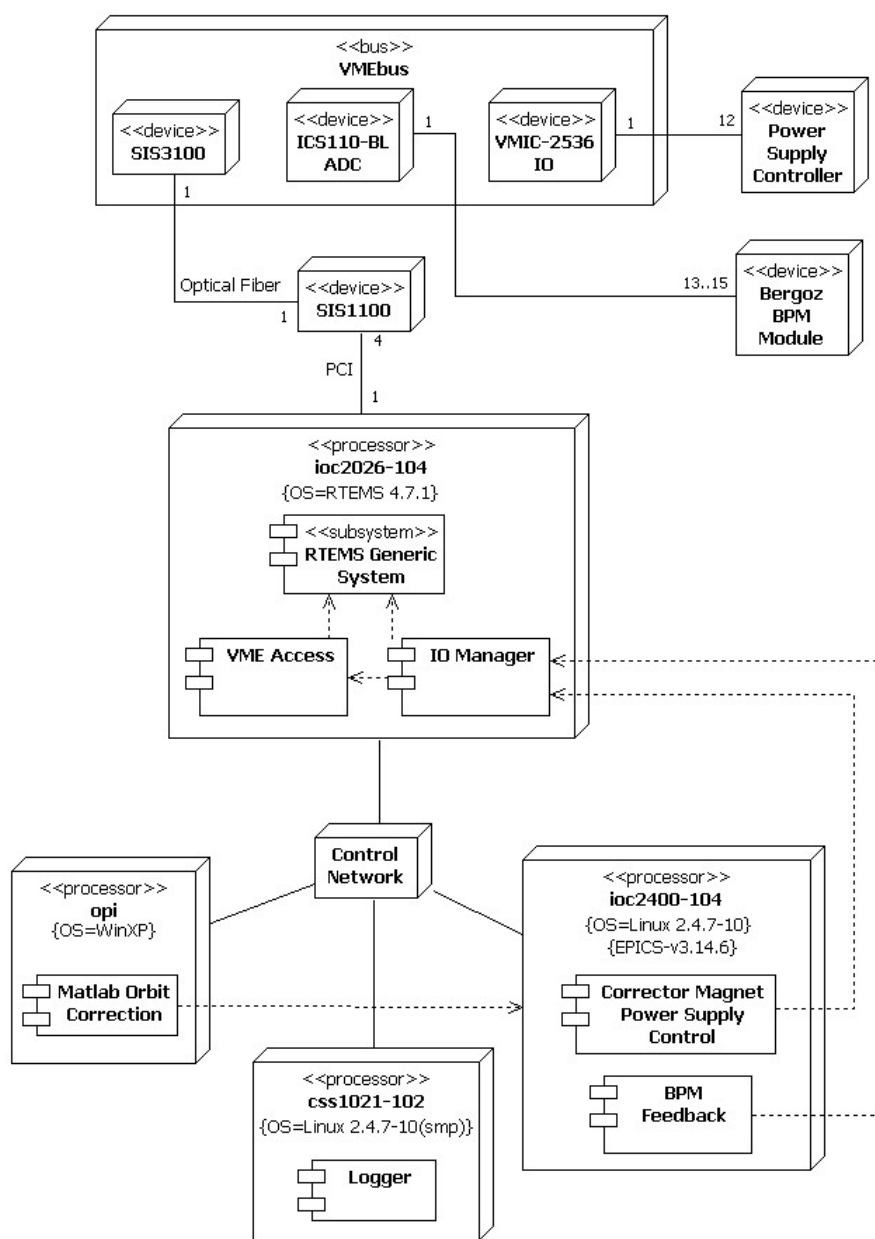 <<bus>>
VMEbus
<<device>>
SIS3100
<<device>>
ICS110-BL
ADC
<<device>>
VMIC-2536
IO
<<device>>
Power
Supply
Controller
1
1
12
1
Optical Fiber
1
<<device>>
SIS1100
4
13..15
<<device>>
Bergoz
BPM
Module
PCI
1
<<processor>>
ioc2026-104
{OS=RTEMS 4.7.1}
<<subsystem>>
RTEMS Generic
System
VME Access
IO Manager
Control
Network
<<processor>>
opi
{OS=WinXP}
Matlab Orbit
Correction
<<processor>>
ioc2400-104
{OS=Linux 2.4.7-10}
{EPICS-v3.14.6}
Corrector Magnet
Power Supply
Control
BPM
Feedback
<<processor>>
css1021-102
{OS=Linux 2.4.7-10(smp)}
Logger